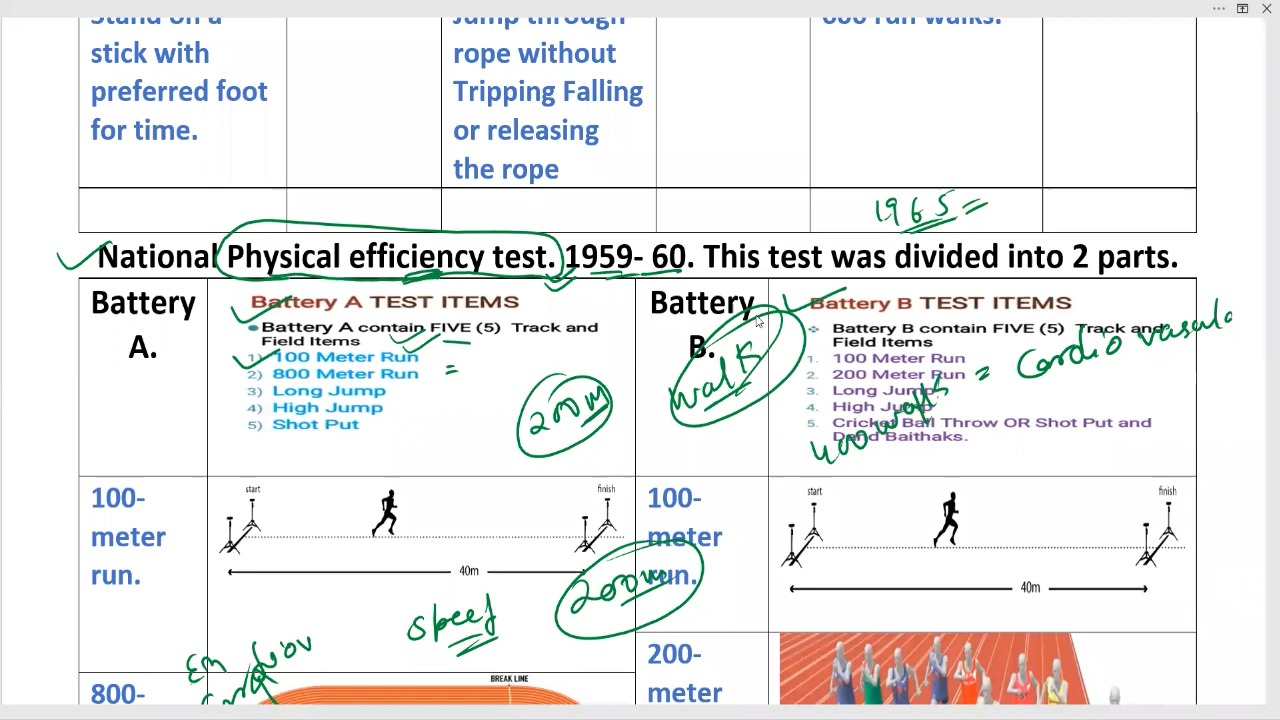 Stand on a
stick with
preferred foot
for time.
Jump through
rope without
Tripping Falling
or releasing
the rope
600 run walks.
1965 =
National Physical efficiency test. 1959- 60. This test was divided into 2 parts.
Battery
A.
Battery A TEST ITEMS
Battery A contain FIVE (5) Track and
Field Items
1) 100 Meter Run
2) 800 Meter Run =
3) Long Jump
4) High Jump
5) Shot Put
200M
Battery
B.
walk
Battery B TEST ITEMS
Battery B contain FIVE (5) Track and
Field Items
1. 100 Meter Run
2. 200 Meter Run
3. Long Jump
4. High Jump
5. Cricket Ball Throw OR Shot Put and
Dand Baithaks.
= Cardio
100-
meter
run.
start
finish
40m
speed
200m
100-
meter
run.
start
finish
40m
800-
BREAK LINE
200-
meter